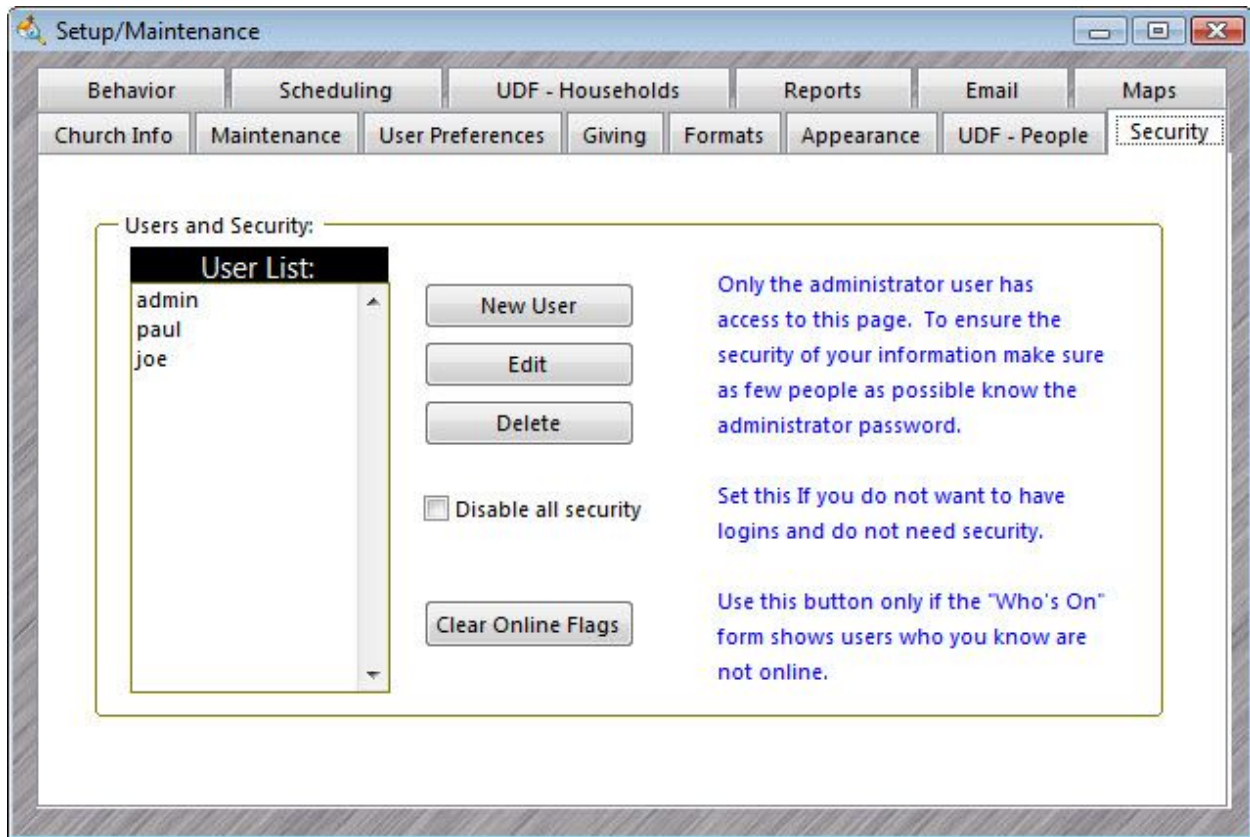 Setup/Maintenance
Behavior Scheduling UDF - Households Reports Email Maps
Church Info Maintenance User Preferences Giving Formats Appearance UDF - People Security
Users and Security:
User List:
admin
paul
joe
New User
Edit
Delete
Only the administrator user has
access to this page. To ensure the
security of your information make sure
as few people as possible know the
administrator password.
Disable all security
Set this If you do not want to have
logins and do not need security.
Clear Online Flags
Use this button only if the "Who's On"
form shows users who you know are
not online.